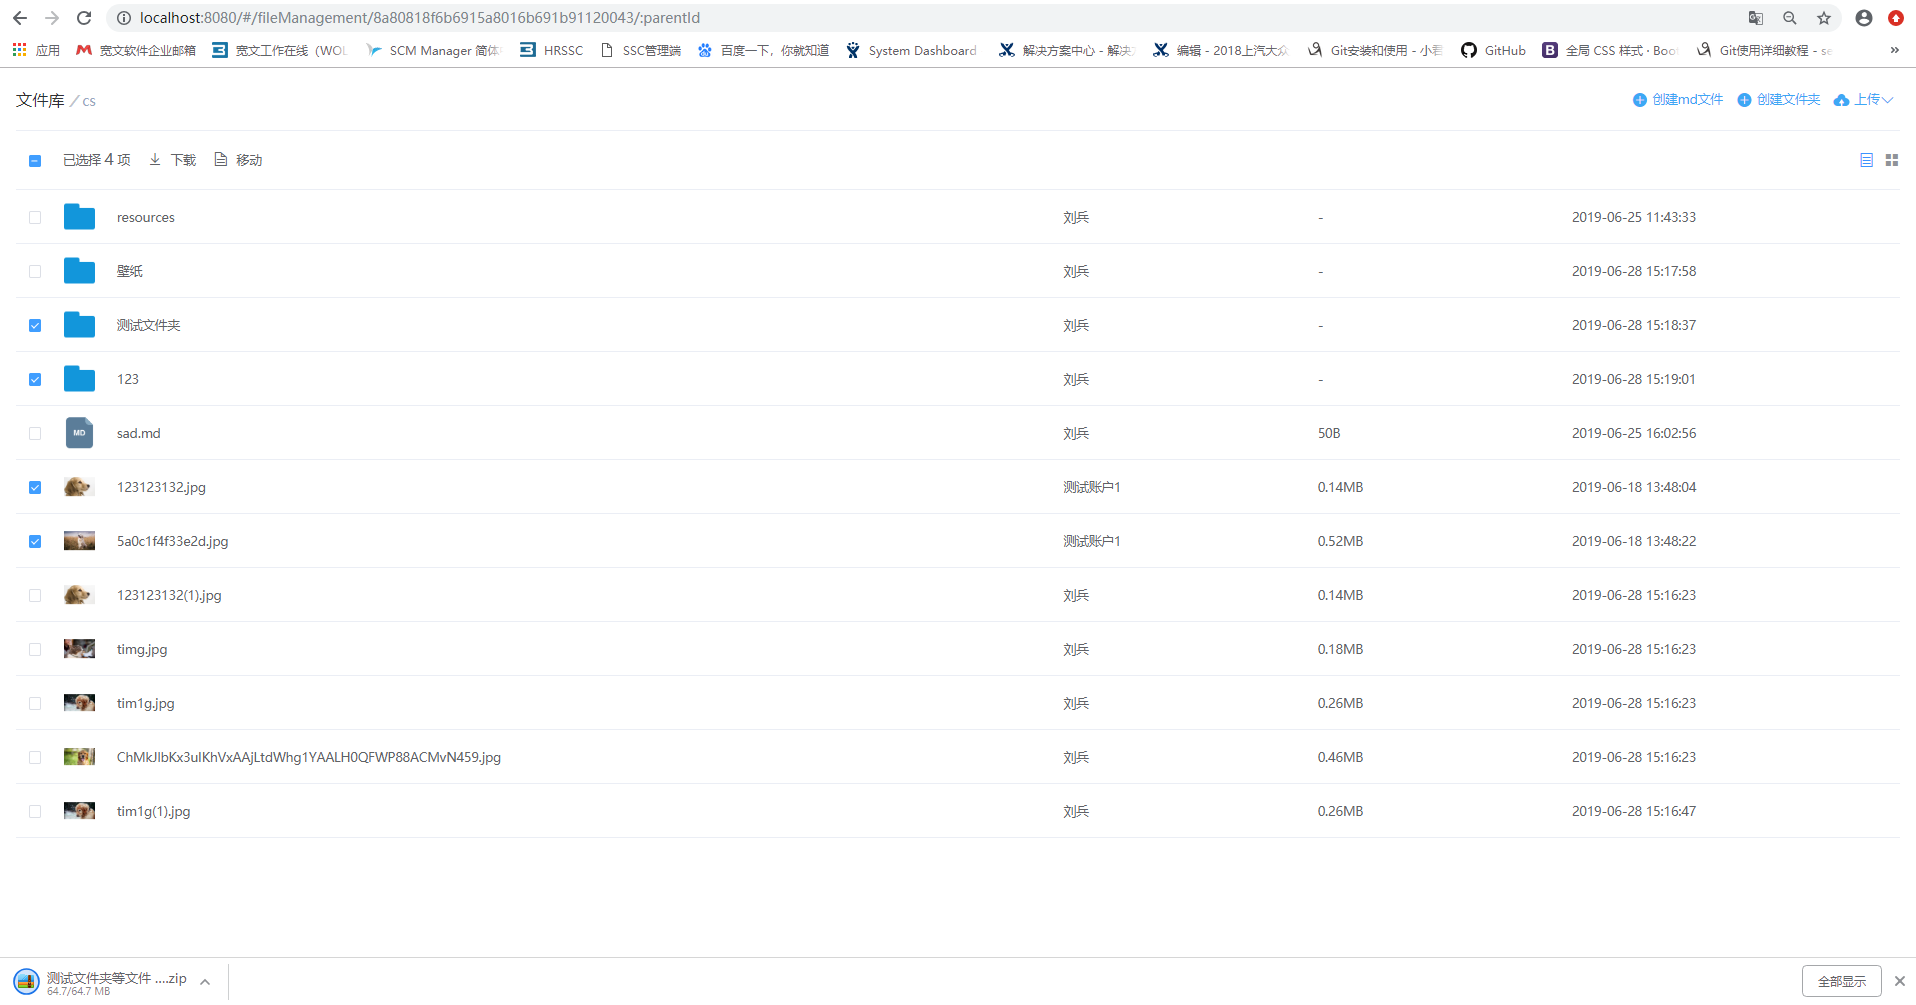 localhost:8080/#/fileManagement/8a80818f6b6915a8016b691b91120043/:parentId
应用 宽文软件企业邮箱 宽文工作在线（WOL SCM Manager 简体 HRSSC SSC管理端 百度一下，你就知道 System Dashboard 解决方案中心 - 解决 编辑 - 2018上汽大众 Git安装和使用 - 小 GitHub 全局 CSS 样式 · Boo Git使用详细教程 - se »
文件库 / cs 创建md文件 创建文件夹 上传
已选择 4 项 下载 移动
resources 刘兵 - 2019-06-25 11:43:33
壁纸 刘兵 - 2019-06-28 15:17:58
测试文件夹 刘兵 - 2019-06-28 15:18:37
123 刘兵 - 2019-06-28 15:19:01
MD sad.md 刘兵 50B 2019-06-25 16:02:56
123123132.jpg 测试账户1 0.14MB 2019-06-18 13:48:04
5a0c1f4f33e2d.jpg 测试账户1 0.52MB 2019-06-18 13:48:22
123123132(1).jpg 刘兵 0.14MB 2019-06-28 15:16:23
timg.jpg 刘兵 0.18MB 2019-06-28 15:16:23
tim1g.jpg 刘兵 0.26MB 2019-06-28 15:16:23
ChMkJlbKx3uIKhVxAAjLtdWhg1YAALH0QFWP88ACMvN459.jpg 刘兵 0.46MB 2019-06-28 15:16:23
tim1g(1).jpg 刘兵 0.26MB 2019-06-28 15:16:47
测试文件夹等文件 ....zip
64.7/64.7 MB
全部显示